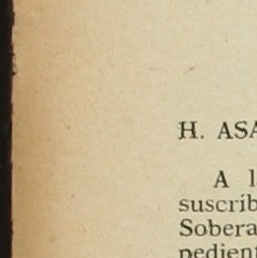 H. ASA
A l
suscrib
Sobera
pedient